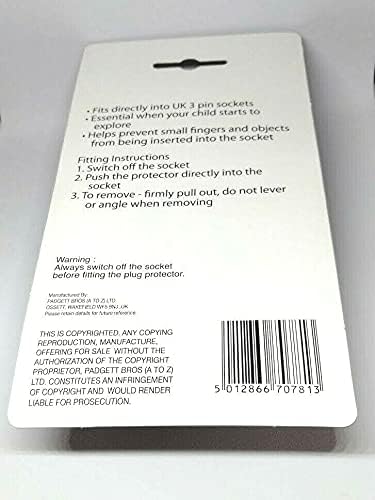 • Fits directly into UK 3 pin sockets
• Essential when your child starts to
explore
• Helps prevent small fingers and objects
from being inserted into the socket
Fitting Instructions
1. Switch off the socket
2. Push the protector directly into the
socket
3. To remove - firmly pull out, do not lever
or angle when removing
Warning :
Always switch off the socket
before fitting the plug protector.
Manufactured By:
PADGETT BROS (A TO Z) LTD.
OSSETT, WAKEFIELD WF5 9NJ, UK
Please retain details for future reference.
THIS IS COPYRIGHTED. ANY COPYING
REPRODUCTION, MANUFACTURE,
OFFERING FOR SALE WITHOUT THE
AUTHORIZATION OF THE COPYRIGHT
PROPRIETOR, PADGETT BROS (A TO Z)
LTD. CONSTITUTES AN INFRINGEMENT
OF COPYRIGHT AND WOULD RENDER
LIABLE FOR PROSECUTION.
5 012866 707813